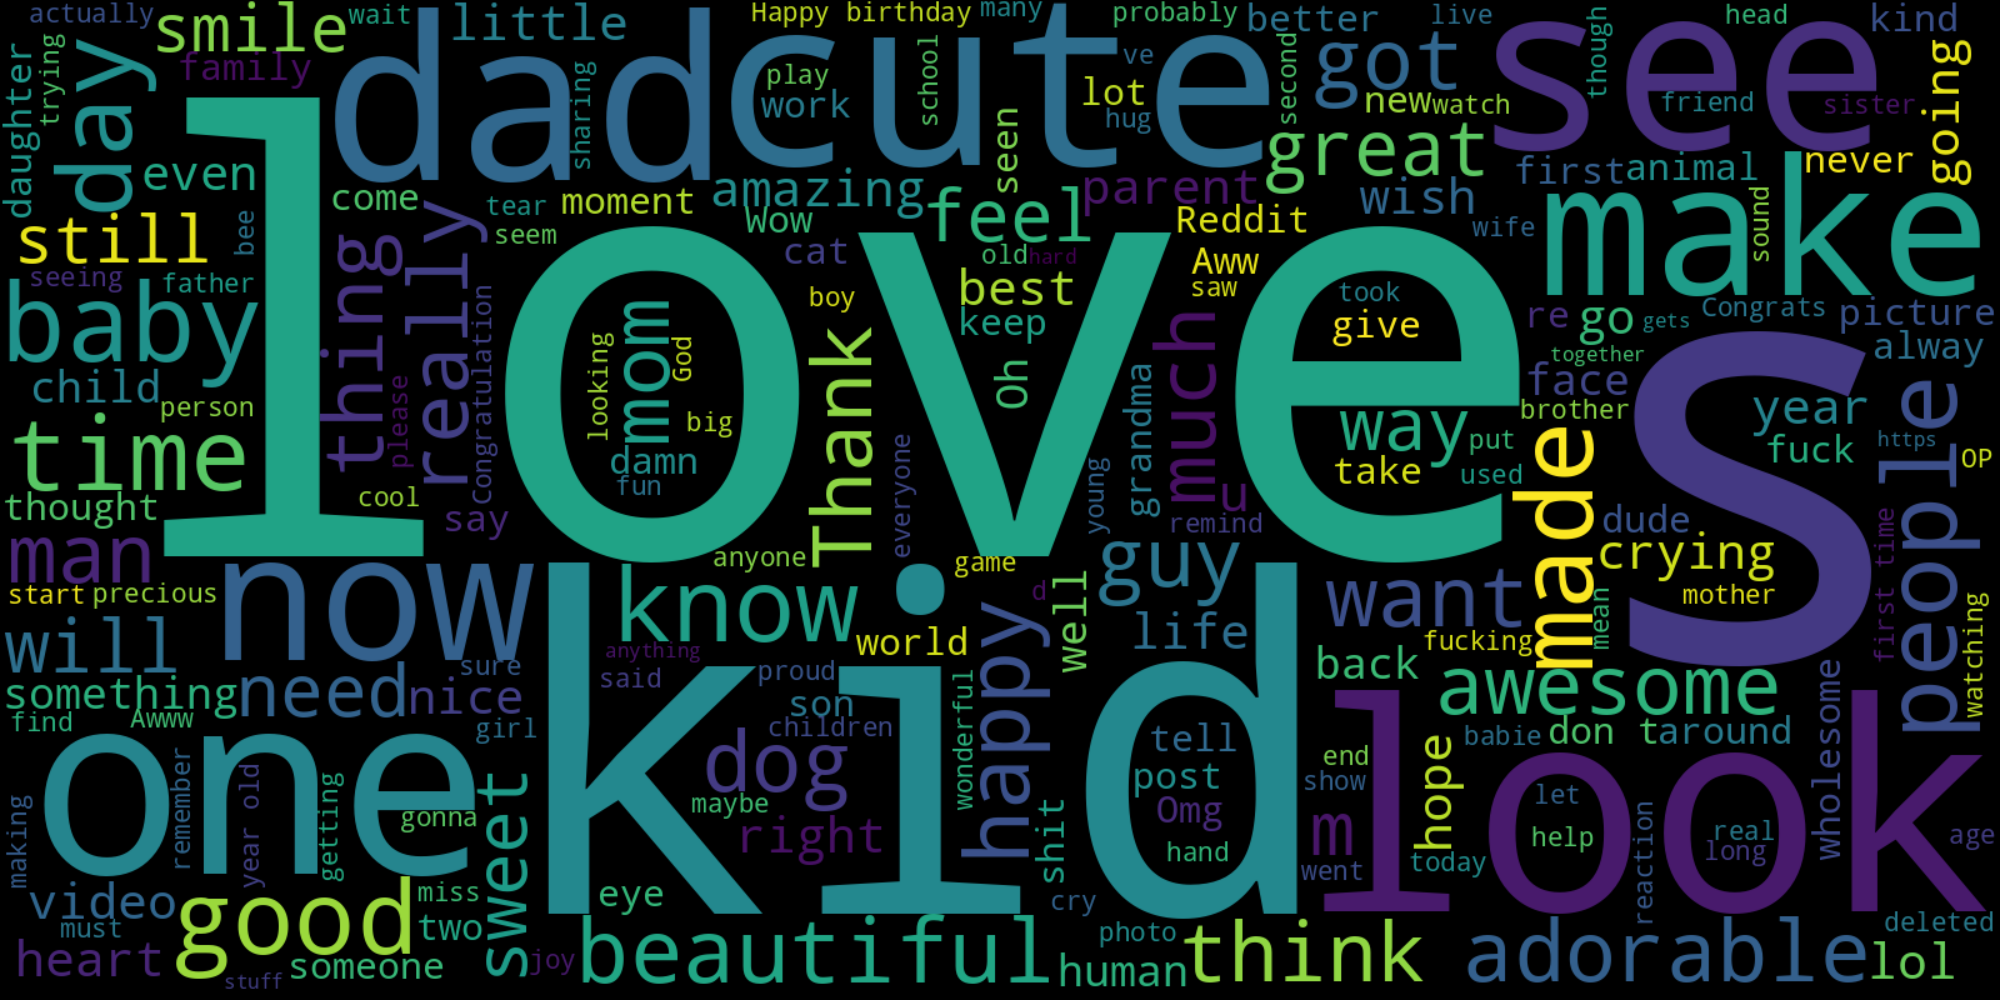 actually
smile
wait
little
Happy birthday
many
probably
better
live
head
kind
daughter
trying
day
family
dad
sharing
cute
play
work
school
ve
lot
hug
second
got
new
watch
see
though
friend
sister
going
even
come
tear
seem
moment
amazing
Wow
seen
feel
parent
great
wish
Reddit
wife
first
animal
never
make
sound
still
bee
seeing
father
baby
child
person
time
thought
love
thing
please
really
Congratulation
cool
say
looking
mom
God
big
damn
fun
cat
boy
Thank
everyone
old
hard
best
keep
Oh
young
grandma
much
u
remind
Aww
saw
took
give
way
put
take
used
re
go
gets
Congrats
picture
together
alway
face
brother
year
fuck
https
OP
s
people
dude
crying
mother
made
mean
fucking
first time
watching
man
start
precious
will
now
know
anyone
world
game
d
guy
life
want
well
happy
back
awesome
something
find
Awww
need
nice
sure
girl
anything
said
proud
son
children
kid
wonderful
look
babie
don t
around
wholesome
one
making
remember
year old
getting
gonna
sweet
dog
maybe
right
shit
tell
post
Omg
hand
end
show
m
went
hope
today
let
help
reaction
real
long
age
video
must
heart
good
miss
two
someone
stuff
joy
eye
beautiful
cry
photo
human
think
adorable
deleted
lol